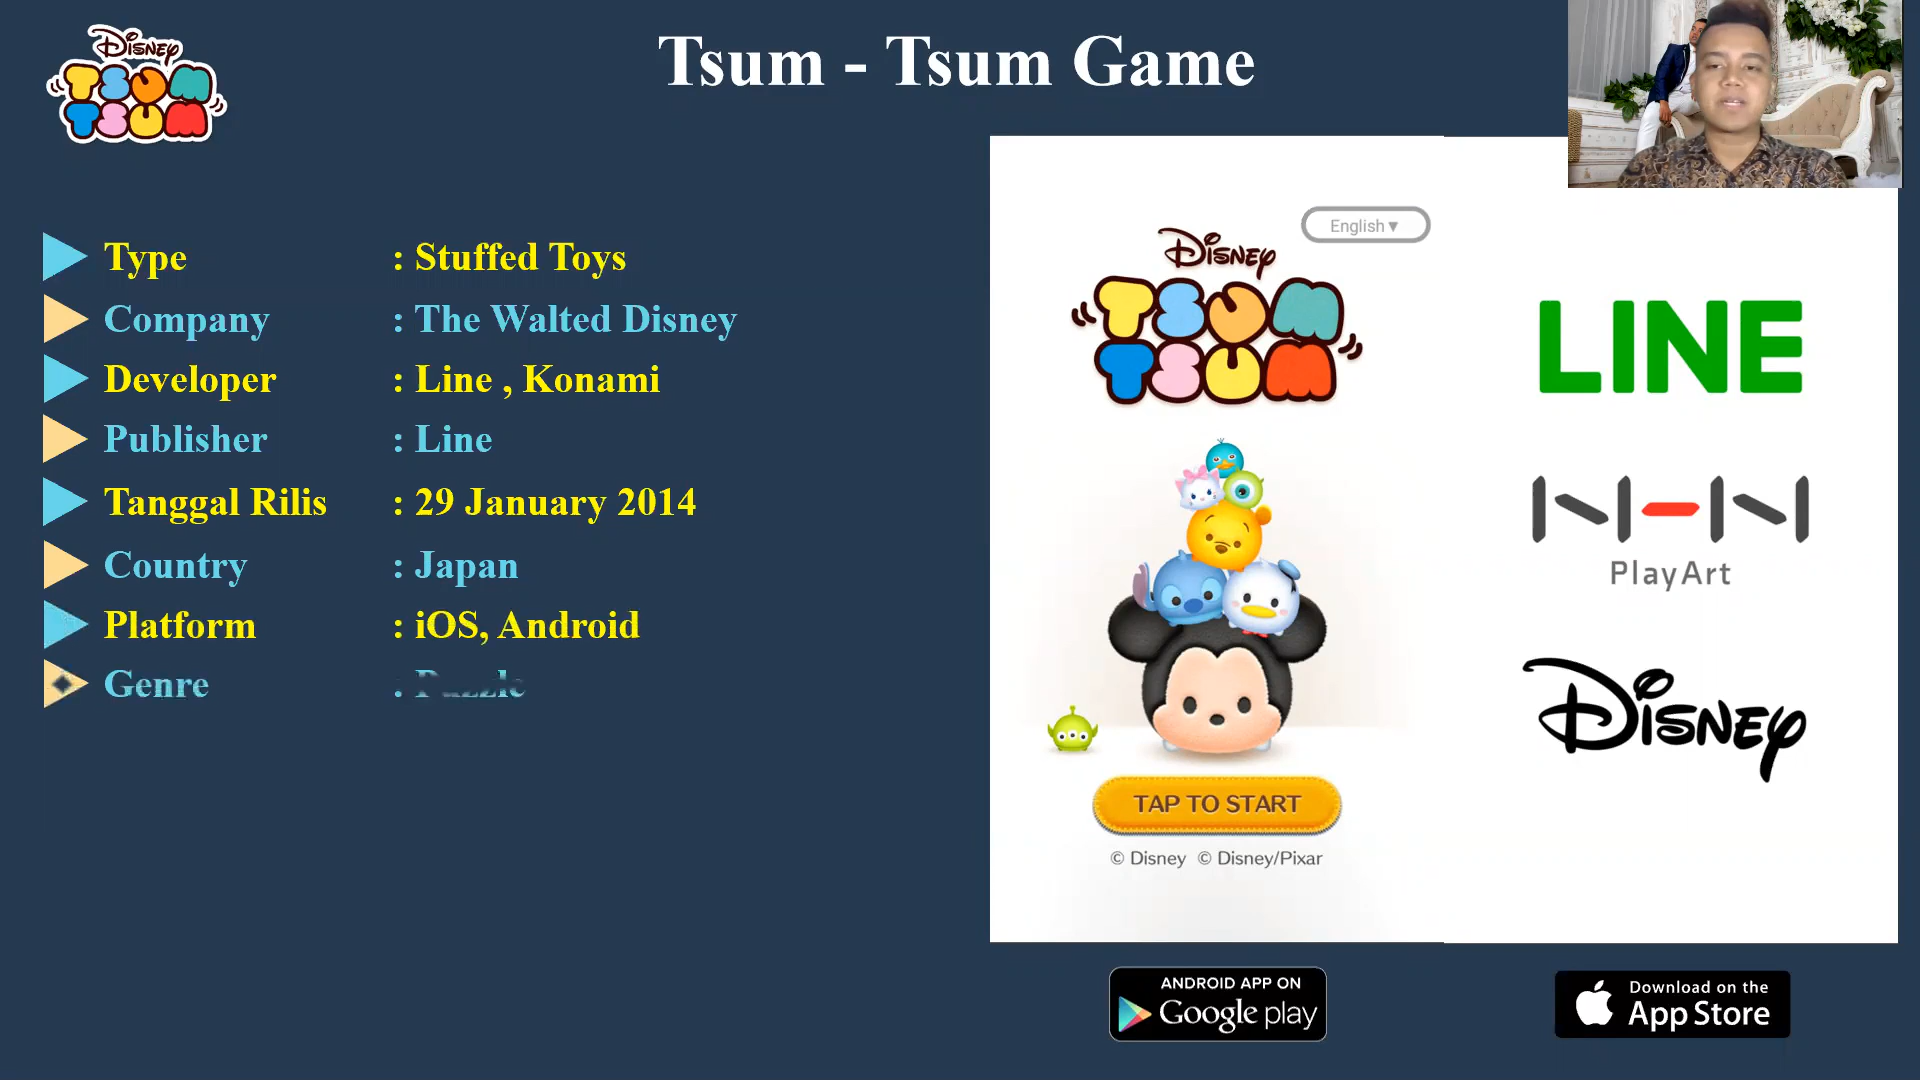 Disney
TSUM
TSUM
Tsum - Tsum Game
Type : Stuffed Toys
Company : The Walted Disney
Developer : Line , Konami
Publisher : Line
Tanggal Rilis : 29 January 2014
Country : Japan
Platform : iOS, Android
Genre : Puzzle
English▼
Disney
TSUM
TSUM
TAP TO START
© Disney © Disney/Pixar
LINE
NHN
PlayArt
Disney
ANDROID APP ON
Google play
Download on the
App Store